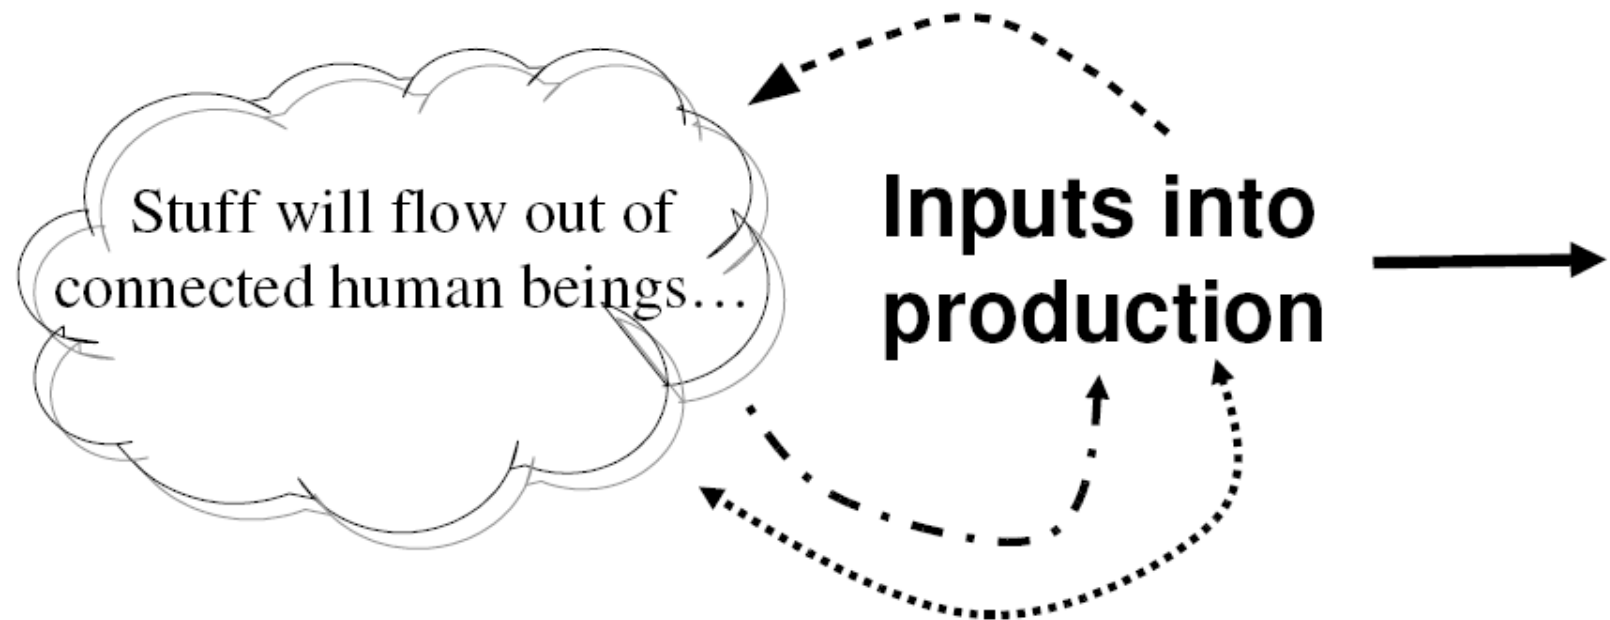 Stuff will flow out of
connected human beings…
Inputs into
production